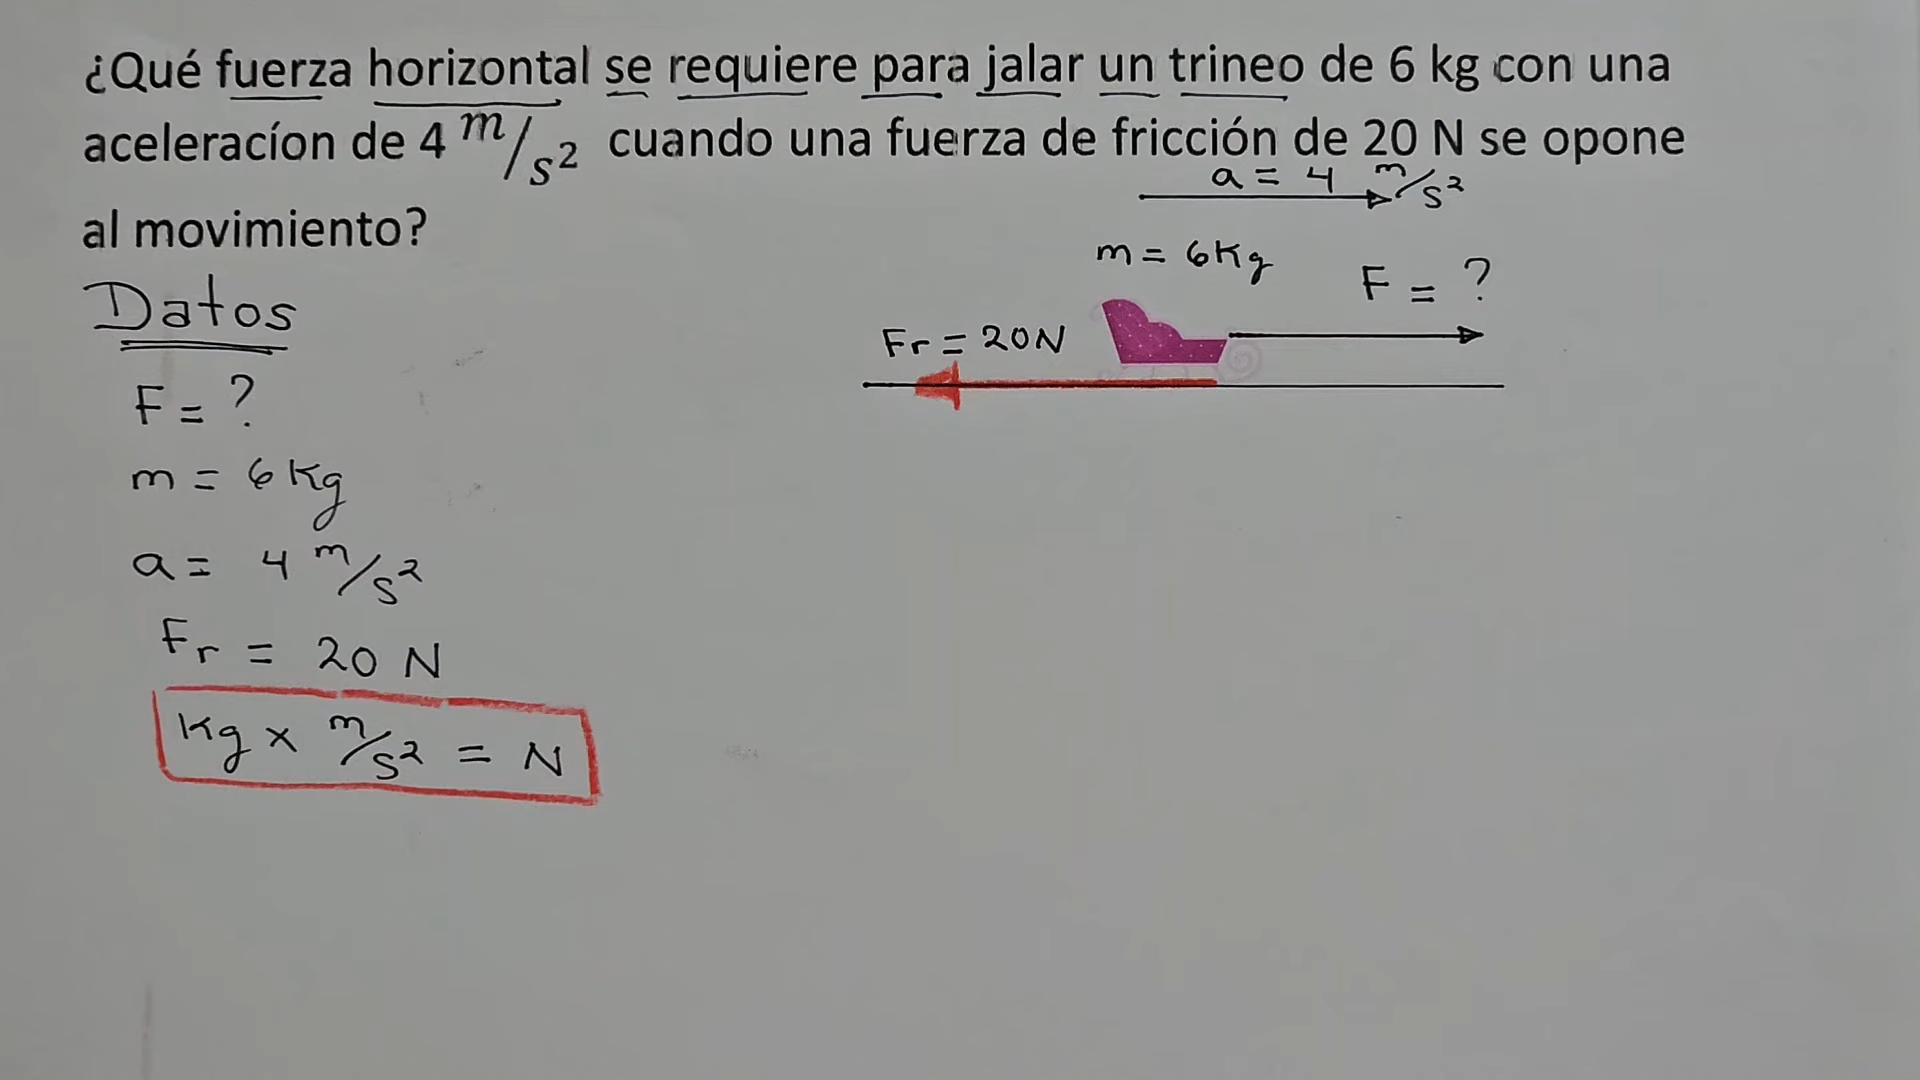 ¿Qué fuerza horizontal se requiere para jalar un trineo de 6 kg con una
aceleracíon de 4 m/s² cuando una fuerza de fricción de 20 N se opone
al movimiento?
a = 4 m/s²
m = 6Kg
F = ?
Fr = 20N
Datos
F = ?
m = 6 Kg
a = 4 m/s²
Fr = 20 N
Kg x m/s² = N